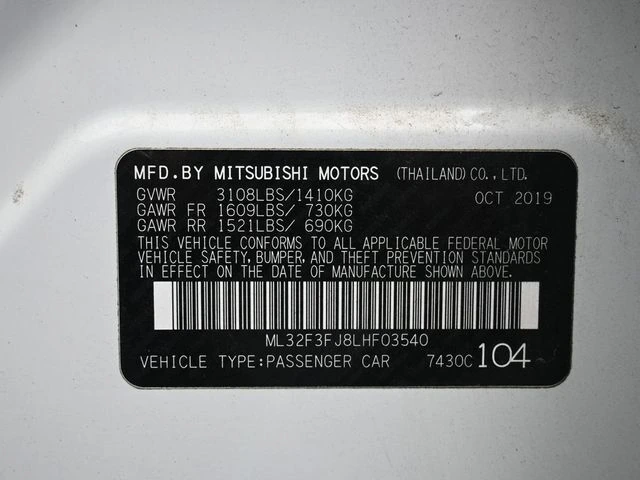 MFD.BY MITSUBISHI MOTORS (THAILAND)CO.,LTD.
GVWR 3108LBS/1410KG OCT 2019
GAWR FR 1609LBS/ 730KG
GAWR RR 1521LBS/ 690KG
THIS VEHICLE CONFORMS TO ALL APPLICABLE FEDERAL MOTOR
VEHICLE SAFETY, BUMPER, AND THEFT PREVENTION STANDARDS
IN EFFECT ON THE DATE OF MANUFACTURE SHOWN ABOVE.
ML32F3FJ8LHF03540
VEHICLE TYPE:PASSENGER CAR 7430C 104~